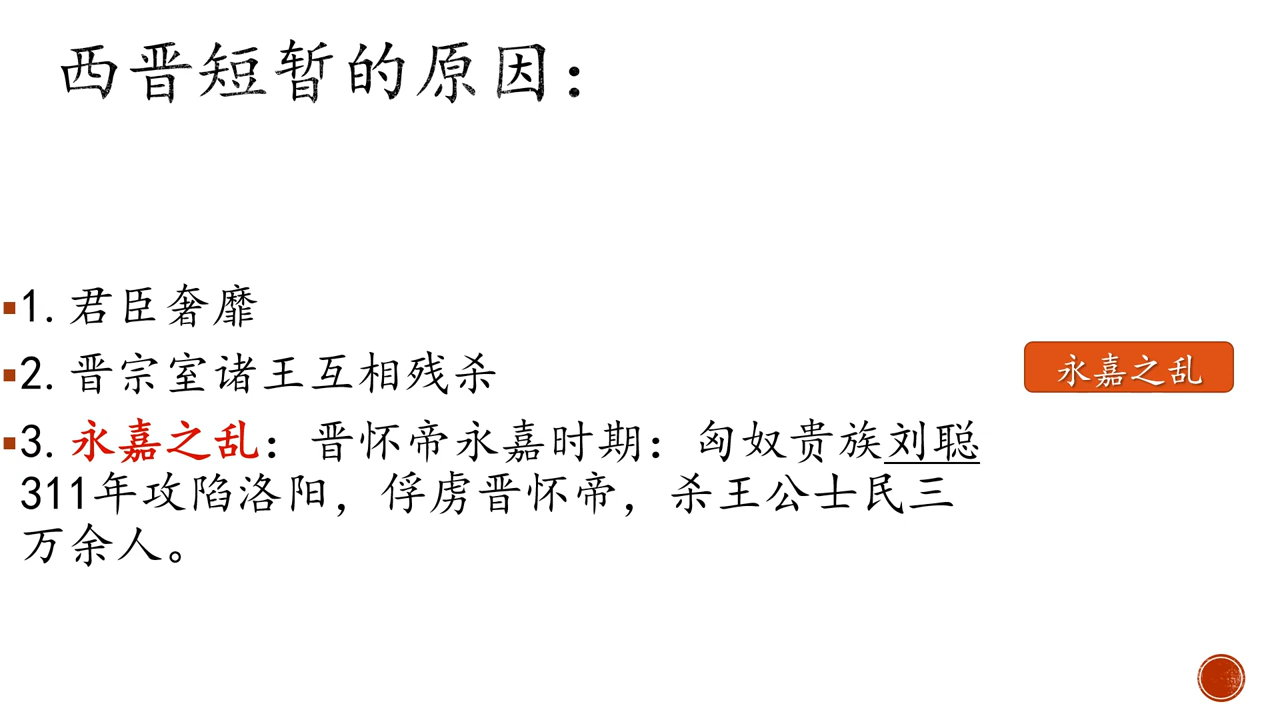 西晋短暂的原因：
1.君臣奢靡
2.晋宗室诸王互相残杀
永嘉之乱
3.永嘉之乱：晋怀帝永嘉时期：匈奴贵族刘聪
311年攻陷洛阳，俘虏晋怀帝，杀王公士民三
万余人。